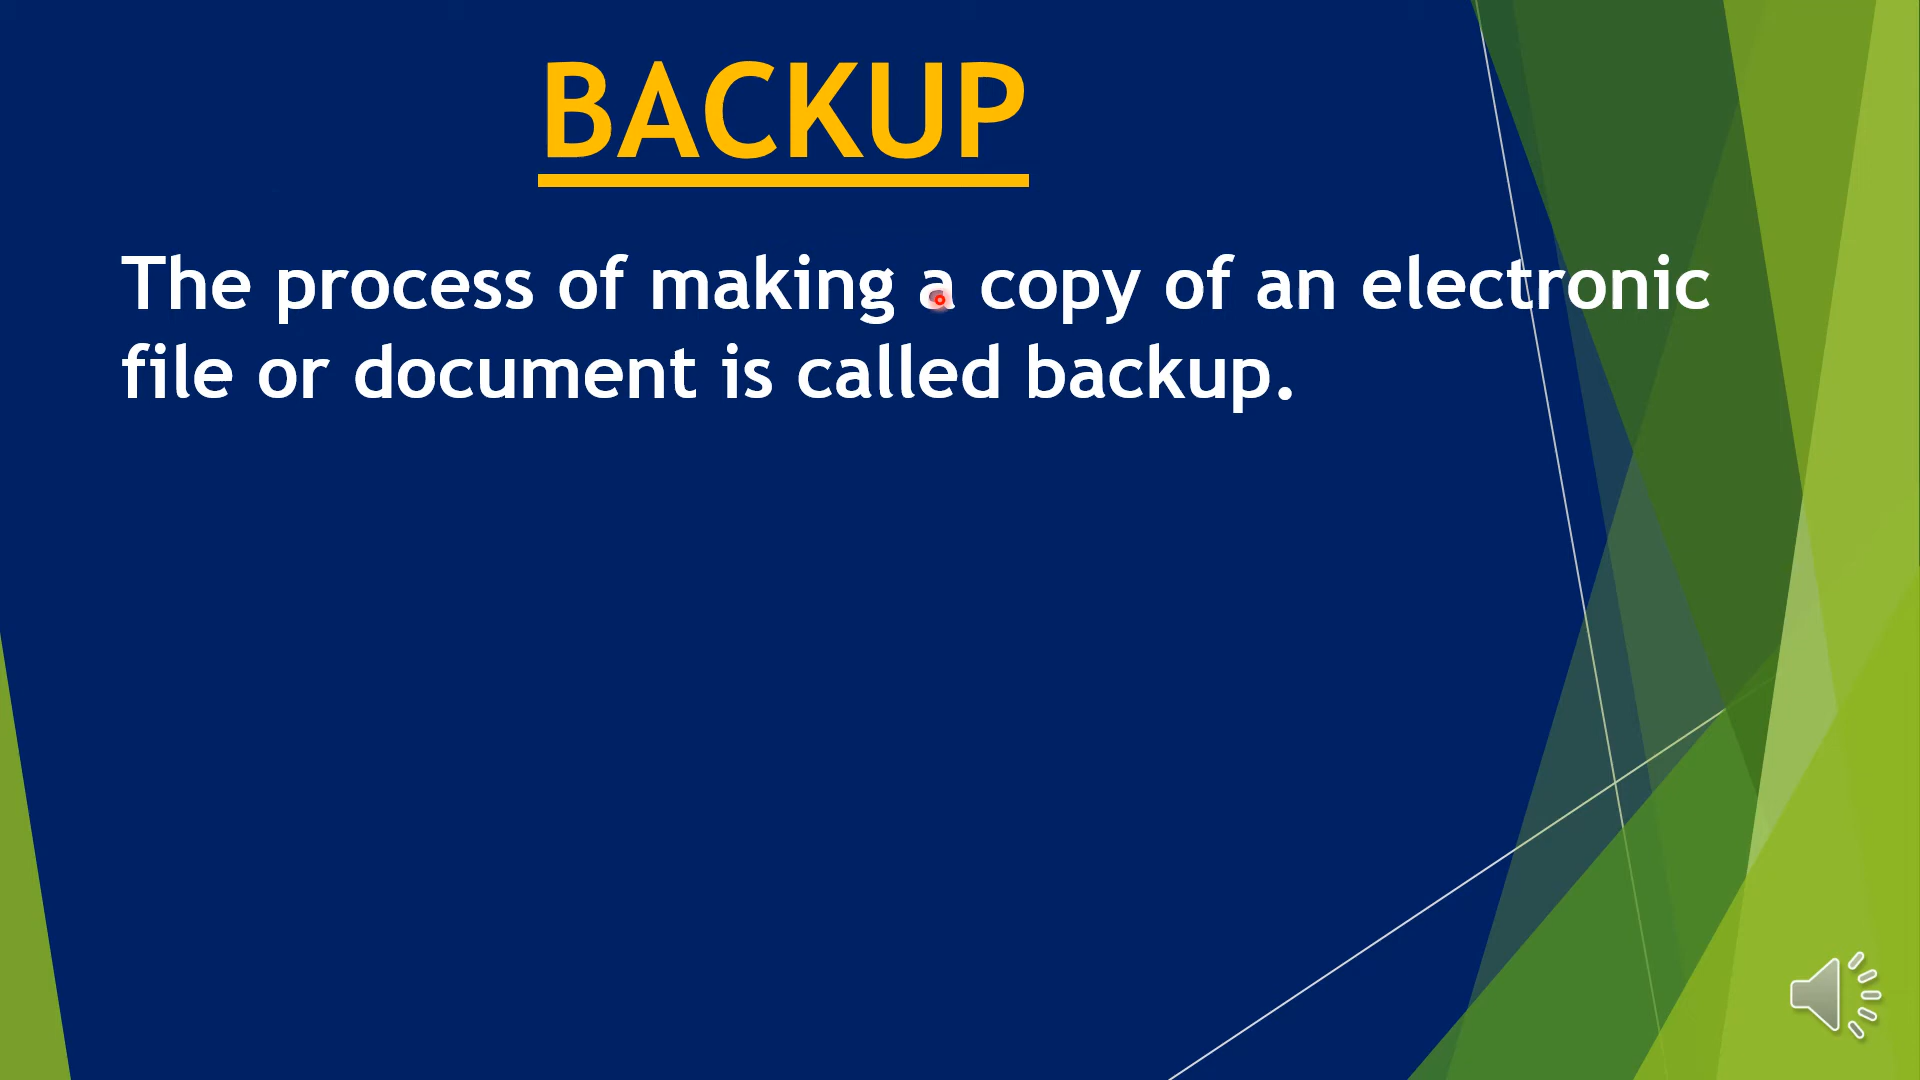 BACKUP
The process of making a copy of an electronic
file or document is called backup.